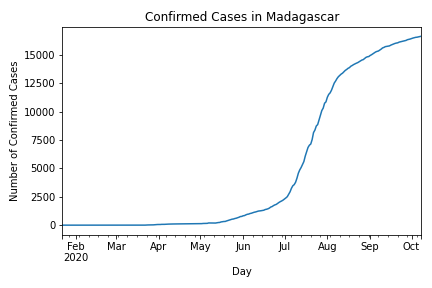 Confirmed Cases in Madagascar
Number of Confirmed Cases
15000
12500
10000
7500
5000
2500
0
Feb Mar Apr May Jun Jul Aug Sep Oct
2020
Day